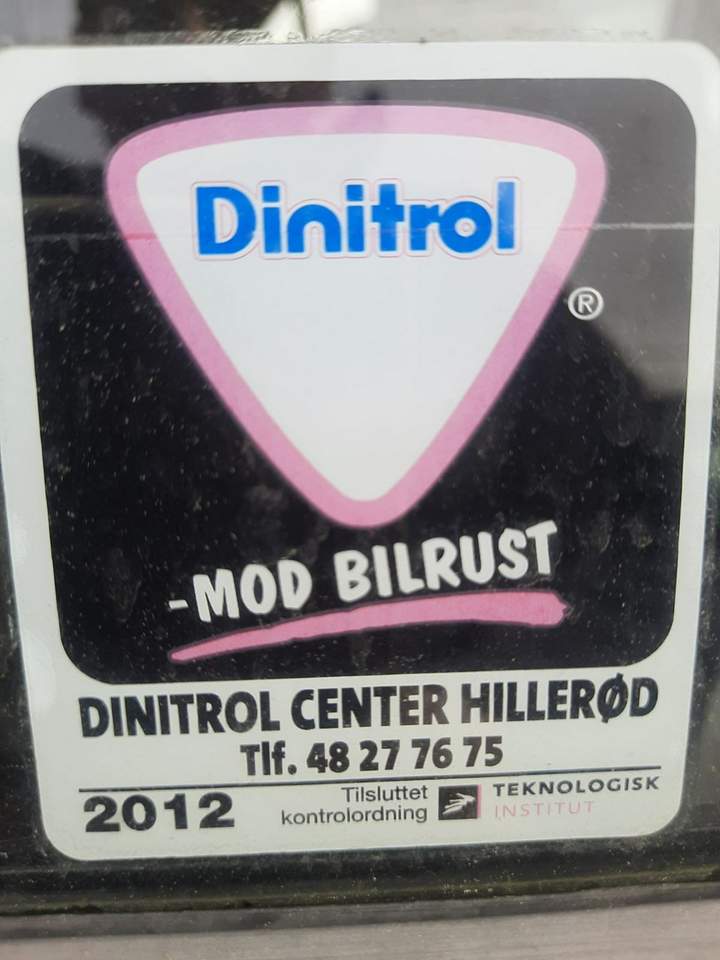 Dinitrol
®
-MOD BILRUST
DINITROL CENTER HILLERØD
Tlf. 48 27 76 75
2012
Tilsluttet
kontrolordning
TEKNOLOGISK
INSTITUT